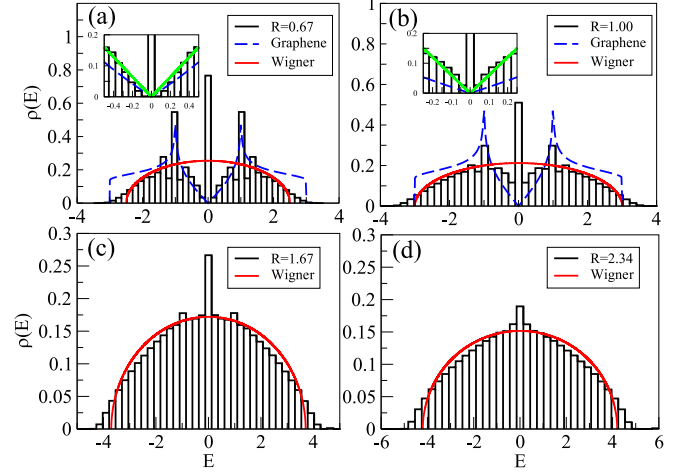 (a)
R=0.67
Graphene
Wigner
0.2
0.1
0
-0.4 -0.2 0 0.2 0.4
ρ(E)
1
0.8
0.6
0.4
0.2
0
-4 -2 0 2 4
(b)
R=1.00
Graphene
Wigner
0.2
0.1
0
-0.2 -0.1 0 0.1 0.2
1
0.8
0.6
0.4
0.2
0
-4 -2 0 2 4
(c)
R=1.67
Wigner
ρ(E)
0.3
0.25
0.2
0.15
0.1
0.05
0
-4 -2 0 2 4
E
(d)
R=2.34
Wigner
0.3
0.25
0.2
0.15
0.1
0.05
0
-6 -4 -2 0 2 4 6
E